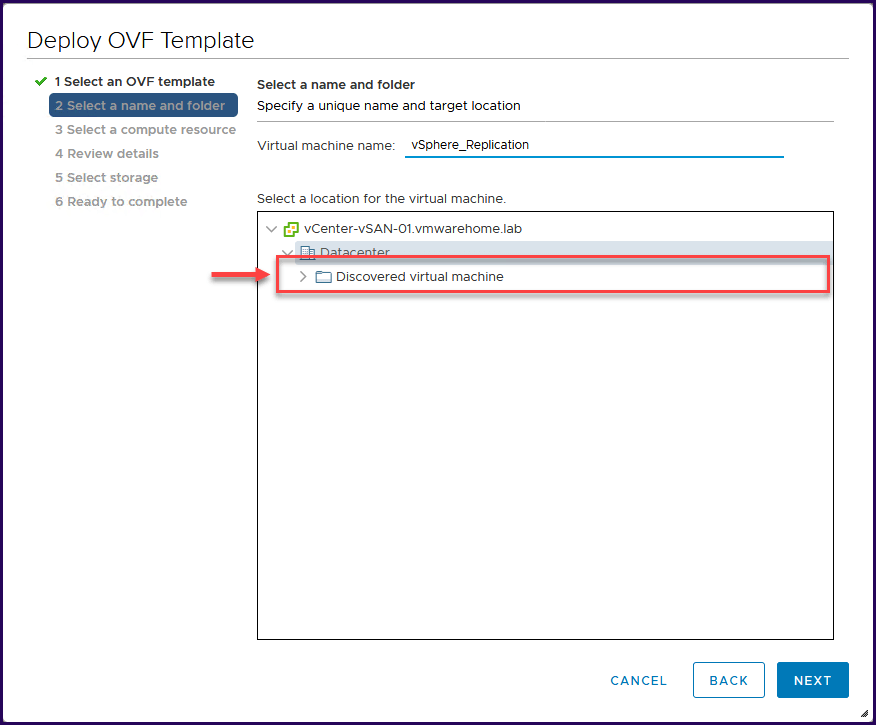 Deploy OVF Template
1 Select an OVF template
2 Select a name and folder
3 Select a compute resource
4 Review details
5 Select storage
6 Ready to complete
Select a name and folder
Specify a unique name and target location
Virtual machine name: vSphere_Replication
Select a location for the virtual machine.
vCenter-vSAN-01.vmwarehome.lab
Datacenter
Discovered virtual machine
CANCEL
BACK
NEXT